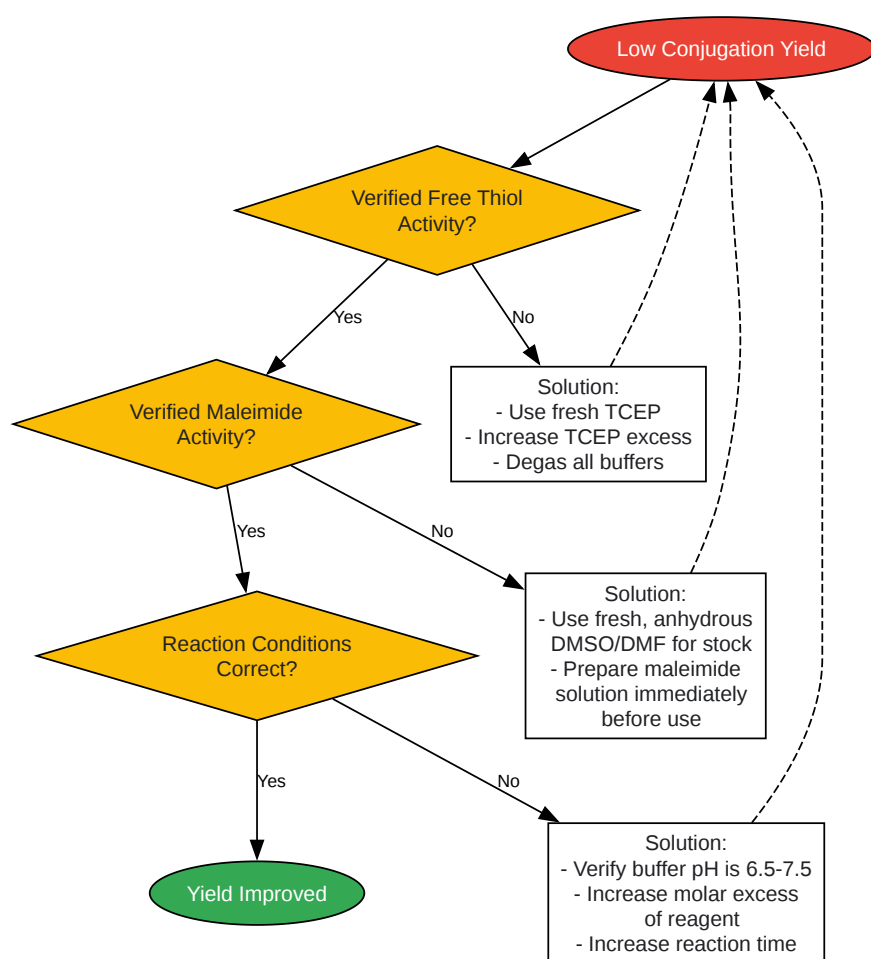 Low Conjugation Yield
Verified Free Thiol
Activity?
Yes
No
Solution:
- Use fresh TCEP
- Increase TCEP excess
- Degas all buffers
Verified Maleimide
Activity?
Yes
No
Solution:
- Use fresh, anhydrous
DMSO/DMF for stock
- Prepare maleimide
solution immediately
before use
Reaction Conditions
Correct?
Yes
No
Solution:
- Verify buffer pH is 6.5-7.5
- Increase molar excess
of reagent
- Increase reaction time
Yield Improved